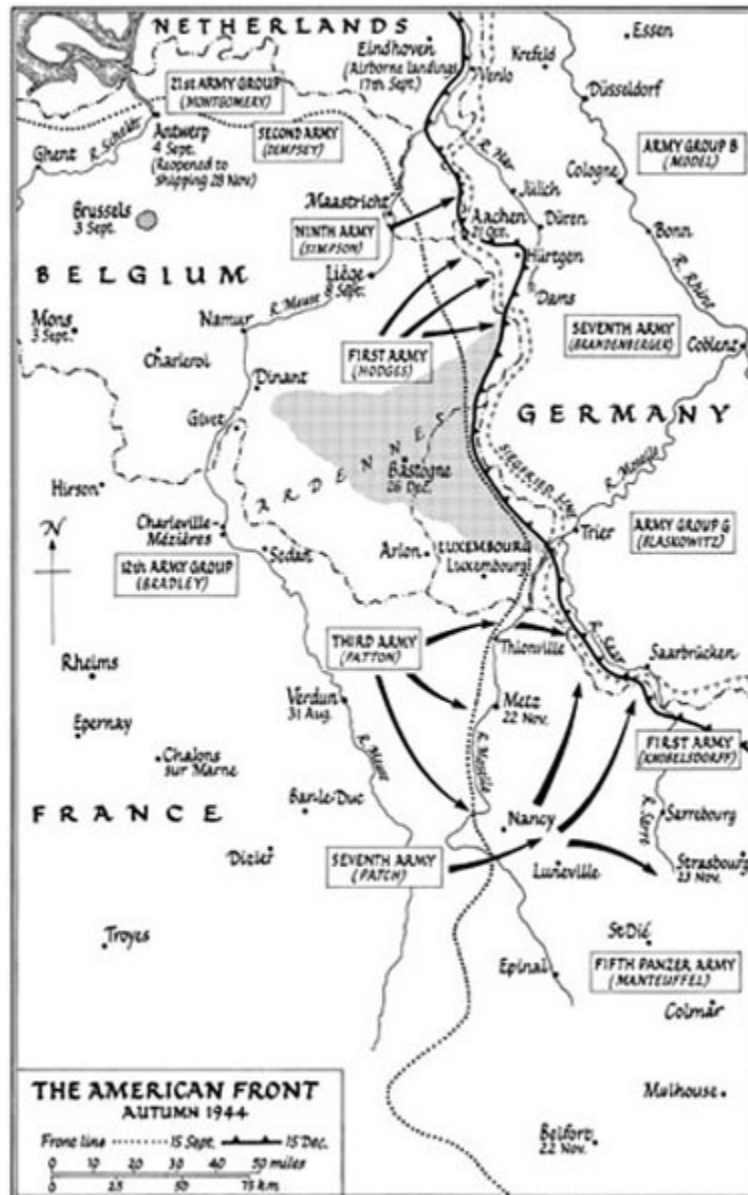 NETHERLANDS
Essen
Eindhoven
(Airborne landings
17th Sept.)
Venlo
Krefeld
Düsseldorf
21st ARMY GROUP
(MONTGOMERY)
SECOND ARMY
(DEMPSEY)
R. Scheldt
Antwerp
4 Sept.
(Reopened to
shipping 28 Nov)
Ghent
ARMY GROUP B
(MODEL)
Cologne
Jülich
Maastricht
Aachen
21 Oct.
Düren
Brussels
3 Sept.
NINTH ARMY
(SIMPSON)
Bonn
Hürtgen
R. Rhine
BELGIUM
Liège
8 Sept.
R. Meuse
Dams
Mons
3 Sept.
Namur
Charleroi
FIRST ARMY
(HODGES)
SEVENTH ARMY
(BRANDENBERGER)
Coblenz
Dinant
Givet
GERMANY
ARDENNES
Bastogne
26 Dec.
SIEGFRIED LINE
R. Moselle
Hirson
N
Charleville-
Mézières
Sedan
Arlon
LUXEMBOURG
Luxembourg
Trier
ARMY GROUP G
(BLASKOWITZ)
12th ARMY GROUP
(BRADLEY)
THIRD ARMY
(PATTON)
Thionville
R. Saar
Saarbrücken
Rheims
Verdun
31 Aug.
Metz
22 Nov.
Epernay
R. Meuse
R. Moselle
FIRST ARMY
(KNOBELSDORFF)
Chalons
sur Marne
FRANCE
Bar-le-Duc
Nancy
R. Sarre
Sarrebourg
Dizier
SEVENTH ARMY
(PATCH)
Luneville
Strasbourg
23 Nov.
Troyes
St Dié
Epinal
FIFTH PANZER ARMY
(MANTEUFFEL)
Colmar
THE AMERICAN FRONT
AUTUMN 1944
Front line 15 Sept. 15 Dec.
0 10 20 30 40 50 miles
0 25 50 75 km
Mulhouse
Belfort
22 Nov.